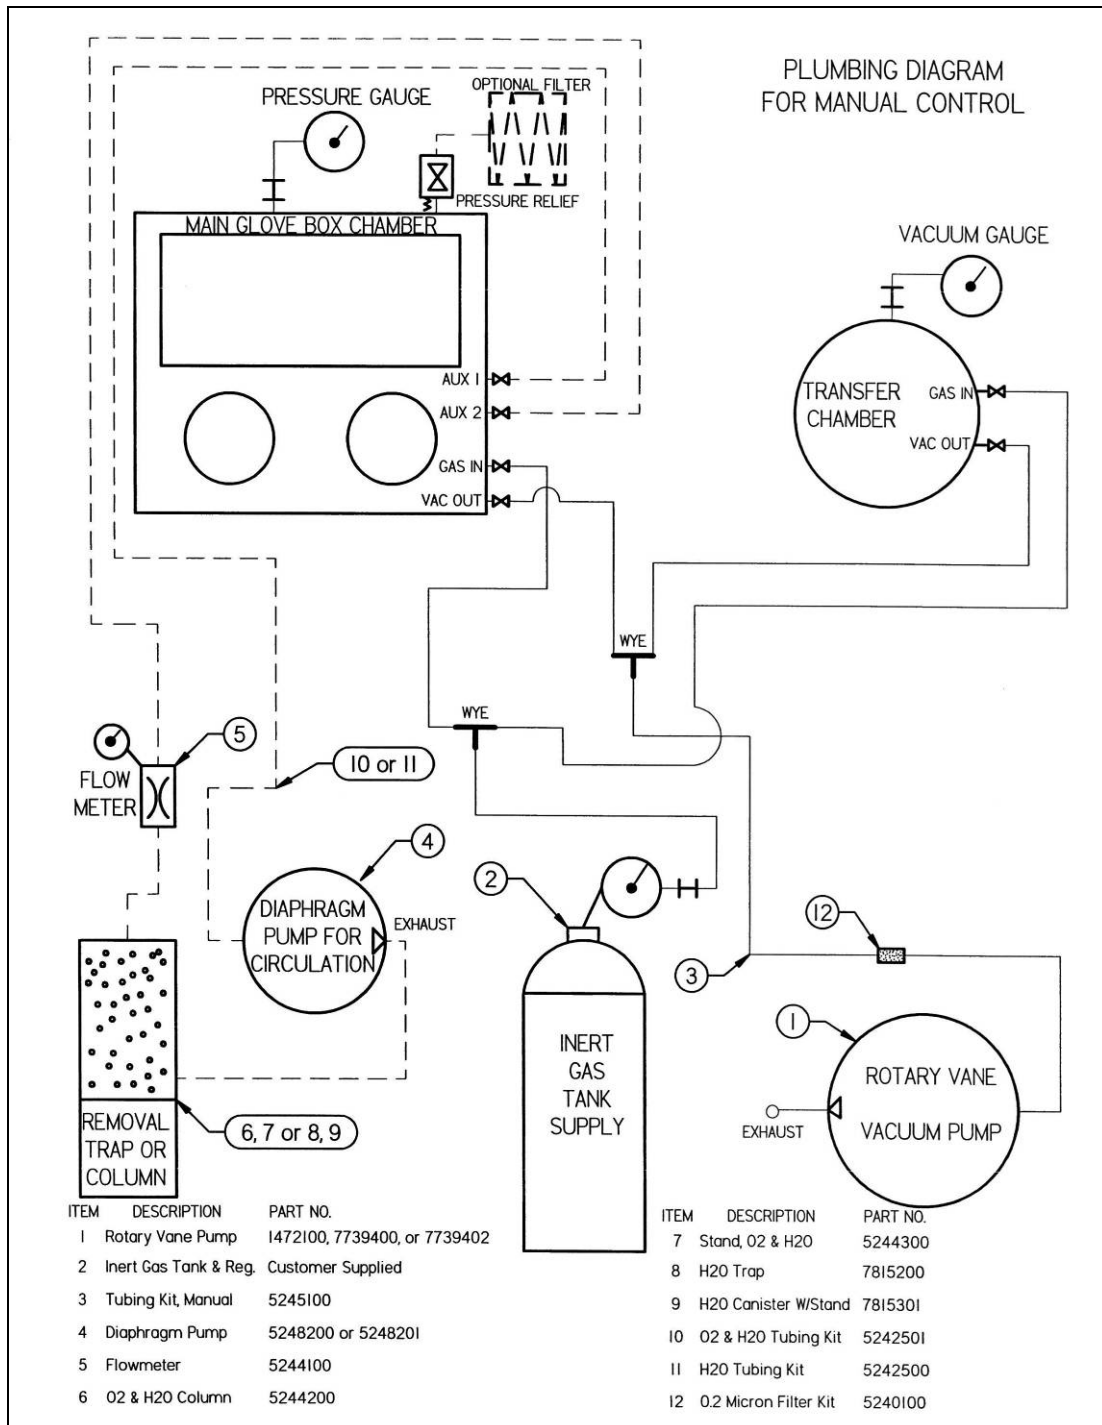 PLUMBING DIAGRAM
FOR MANUAL CONTROL
OPTIONAL FILTER
PRESSURE GAUGE
PRESSURE RELIEF
MAIN GLOVE BOX CHAMBER
VACUUM GAUGE
AUX 1
AUX 2
GAS IN
VAC OUT
TRANSFER
CHAMBER
GAS IN
VAC OUT
WYE
WYE
5
10 or 11
FLOW
METER
4
DIAPHRAGM
PUMP FOR
CIRCULATION
EXHAUST
2
12
3
INERT
GAS
TANK
SUPPLY
1
ROTARY VANE
VACUUM PUMP
EXHAUST
REMOVAL
TRAP OR
COLUMN
6, 7 or 8, 9
ITEM DESCRIPTION PART NO.
1 Rotary Vane Pump 1472100, 7739400, or 7739402
2 Inert Gas Tank & Reg. Customer Supplied
3 Tubing Kit, Manual 5245100
4 Diaphragm Pump 5248200 or 5248201
5 Flowmeter 5244100
6 O2 & H2O Column 5244200
ITEM DESCRIPTION PART NO.
7 Stand, O2 & H2O 5244300
8 H2O Trap 7815200
9 H2O Canister W/Stand 7815301
10 O2 & H2O Tubing Kit 5242501
11 H2O Tubing Kit 5242500
12 0.2 Micron Filter Kit 5240100